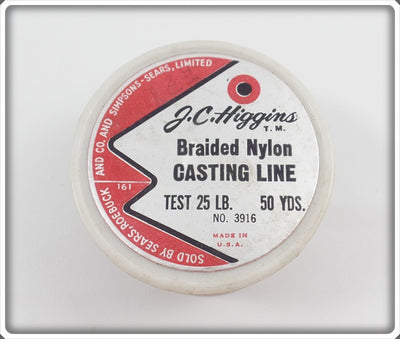 J.C. Higgins
T.M.
Braided Nylon
CASTING LINE
TEST 25 LB. 50 YDS.
NO. 3916
MADE IN
U.S.A.
161
SOLD BY SEARS, ROEBUCK AND CO. AND SIMPSONS-SEARS, LIMITED